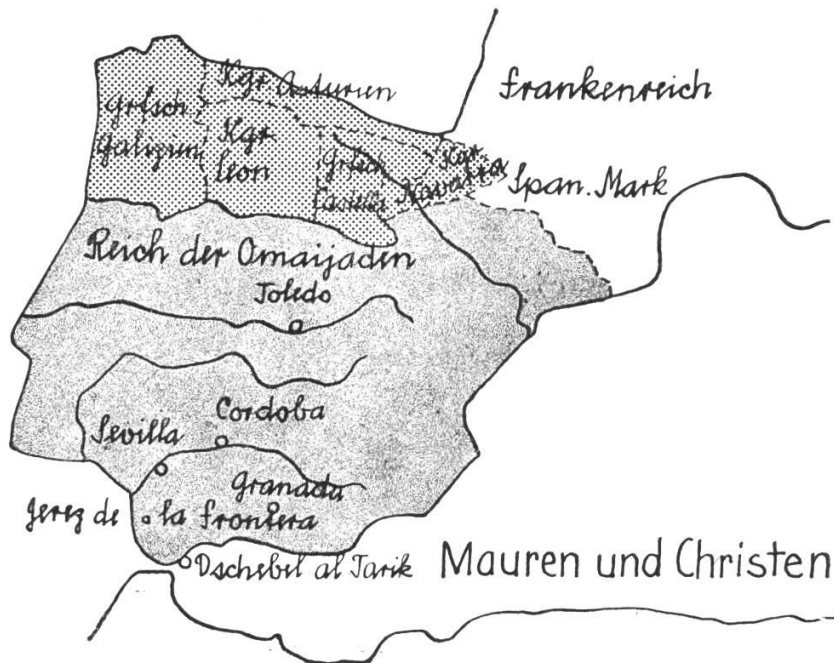 Kgr Asturien
Frankenreich
Grfsch
Galizien
Kgr
Leon
Grfsch
Castilla
Kgr
Navarra
Span. Mark
Reich der Omaijaden
Toledo
Cordoba
Sevilla
Granada
Jerez de la frontera
Dschebel al Tarik
Mauren und Christen